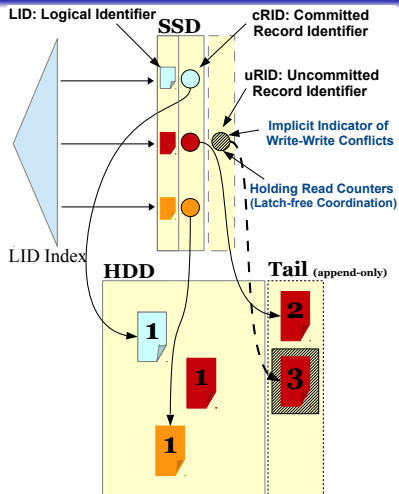 LID: Logical Identifier
SSD
cRID: Committed
Record Identifier
uRID: Uncommitted
Record Identifier
Implicit Indicator of
Write-Write Conflicts
Holding Read Counters
(Latch-free Coordination)
LID Index
HDD
Tail (append-only)
2
1
3
1
1